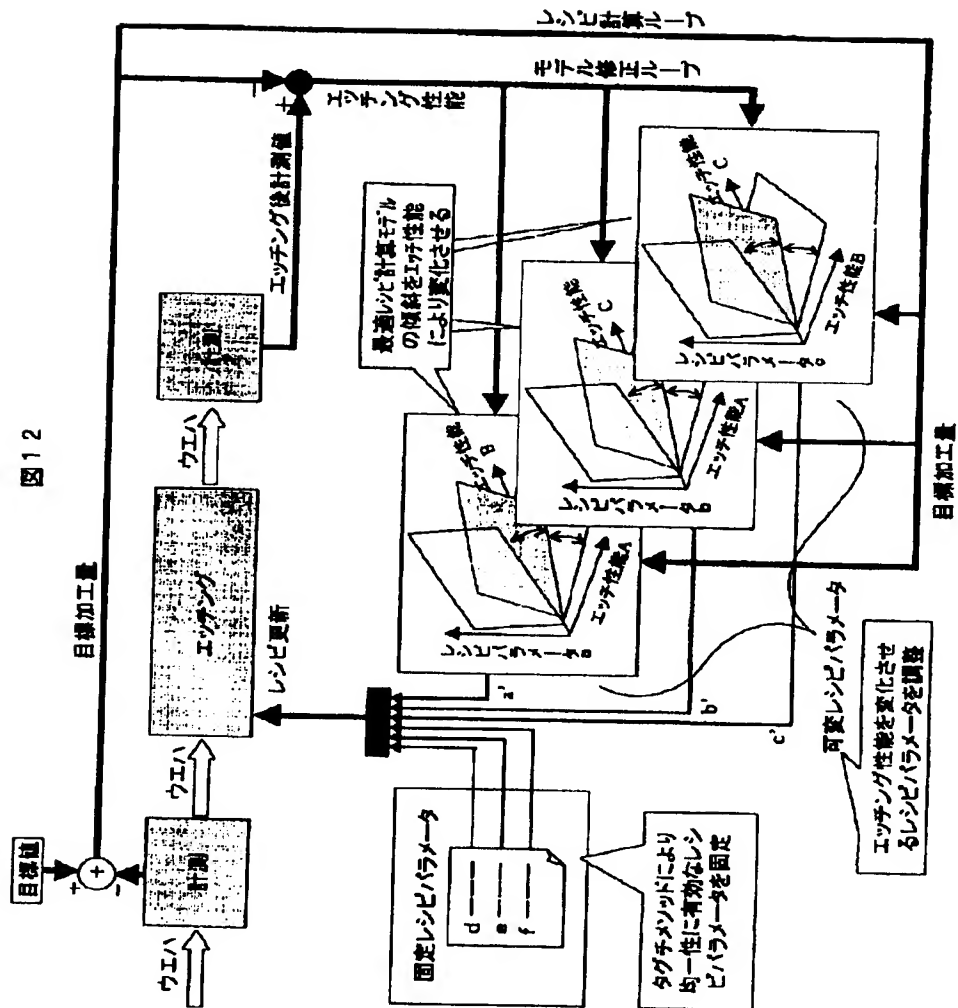 図12
目標値
ウエハ
計測
ウエハ
エッチング
ウエハ
計測
目標加工量
エッチング後計測値
エッチング性能
レシピ計算ループ
モデル修正ループ
レシピ更新
最適レシピ計算モデル
の傾斜をエッチ性能
により変化させる
固定レシピパラメータ
d
e
f
タグチメソッドにより
均一性に有効なレシ
ピパラメータを固定
a'
b'
c'
レシピパラメータa
エッチ性能A
エッチ性能
B
レシピパラメータb
エッチ性能A
エッチ性能
C
レシピパラメータc
エッチ性能B
エッチ性能
C
可変レシピパラメータ
エッチング性能を変化させ
るレシピパラメータを調整
目標加工量